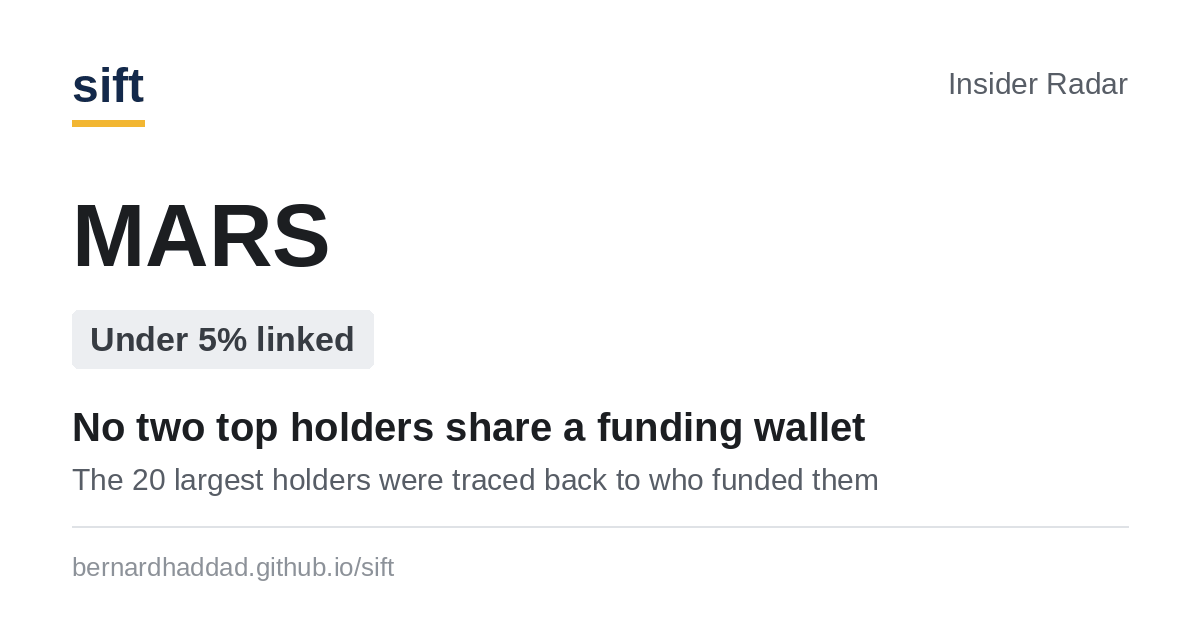 sift
Insider Radar
MARS
Under 5% linked
No two top holders share a funding wallet
The 20 largest holders were traced back to who funded them
bernardhaddad.github.io/sift